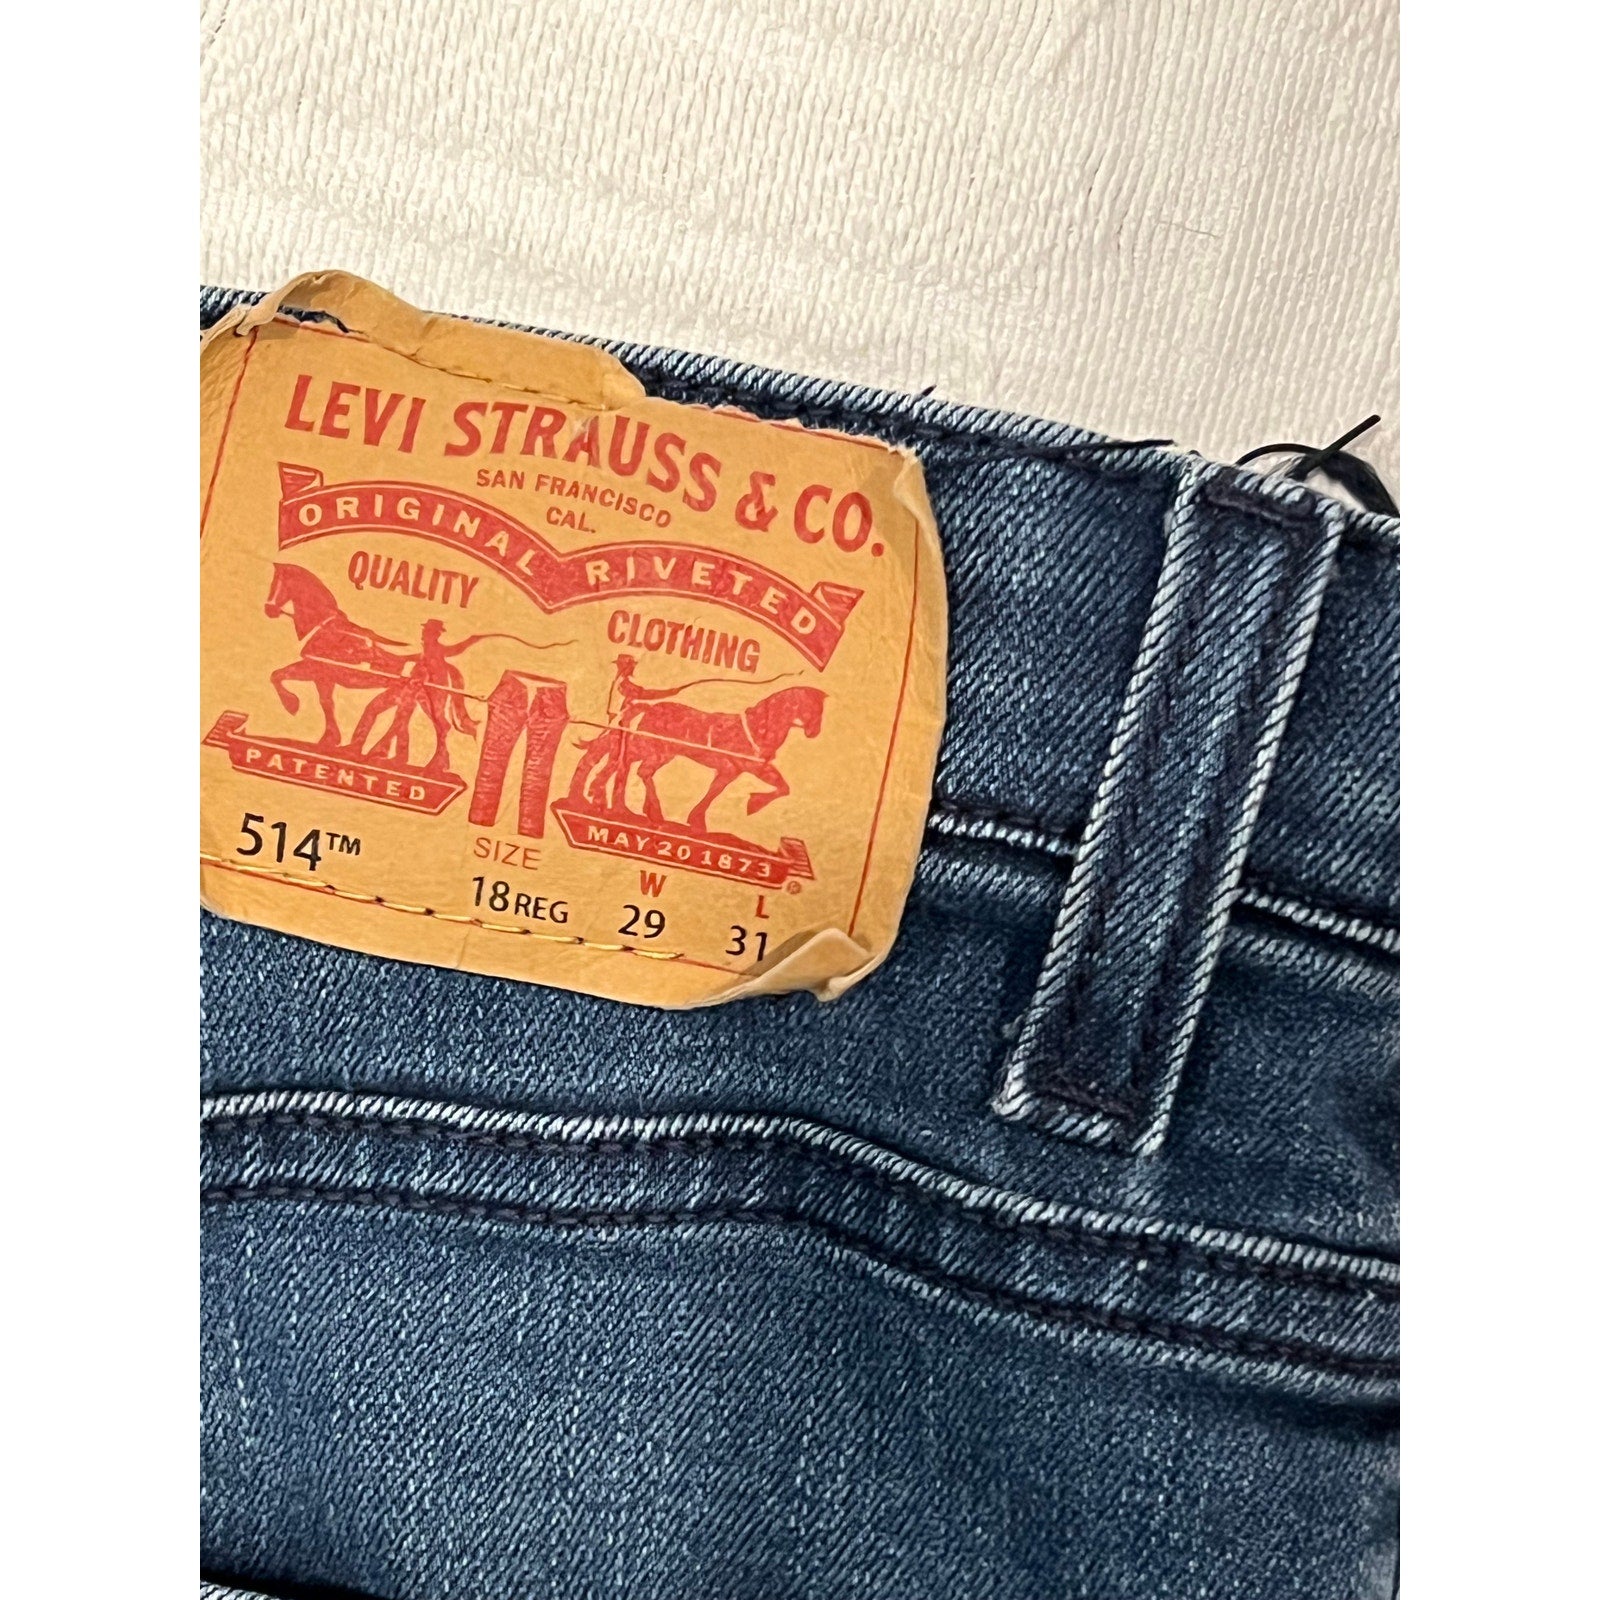 LEVI STRAUSS & CO.
SAN FRANCISCO
CAL.
ORIGINAL RIVETED
QUALITY CLOTHING
PATENTED MAY 20 1873 ®
514™ SIZE W L
18 REG 29 31